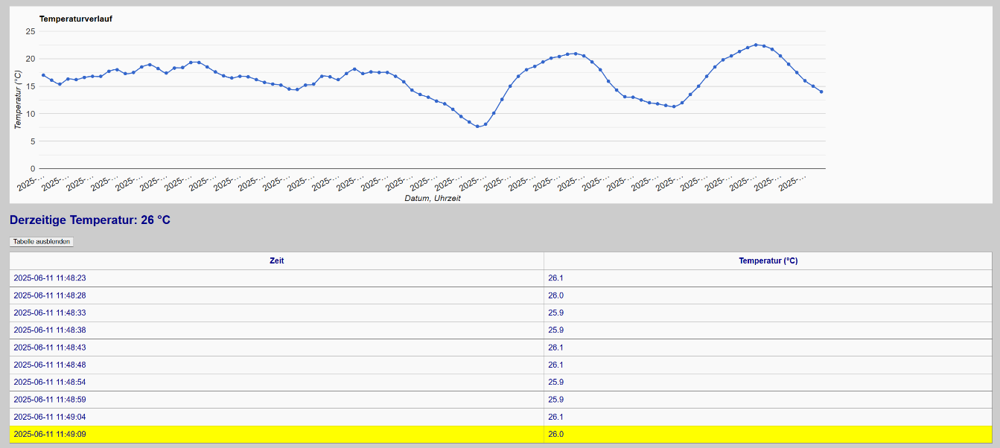 Temperaturverlauf
25
20
15
10
5
0
Temperatur (°C)
2025-... 2025-... 2025-... 2025-... 2025-... 2025-... 2025-... 2025-... 2025-... 2025-... 2025-... 2025-... 2025-... 2025-... 2025-... 2025-... 2025-... 2025-... 2025-... 2025-... 2025-... 2025-... 2025-... 2025-... 2025-... 2025-... 2025-... 2025-... 2025-... 2025-... 2025-... 2025-...
Datum, Uhrzeit
Derzeitige Temperatur: 26 °C
Tabelle ausblenden
Zeit Temperatur (°C)
2025-06-11 11:48:23 26.1
2025-06-11 11:48:28 26.0
2025-06-11 11:48:33 25.9
2025-06-11 11:48:38 25.9
2025-06-11 11:48:43 26.1
2025-06-11 11:48:48 26.1
2025-06-11 11:48:54 25.9
2025-06-11 11:48:59 25.9
2025-06-11 11:49:04 26.1
2025-06-11 11:49:09 26.0